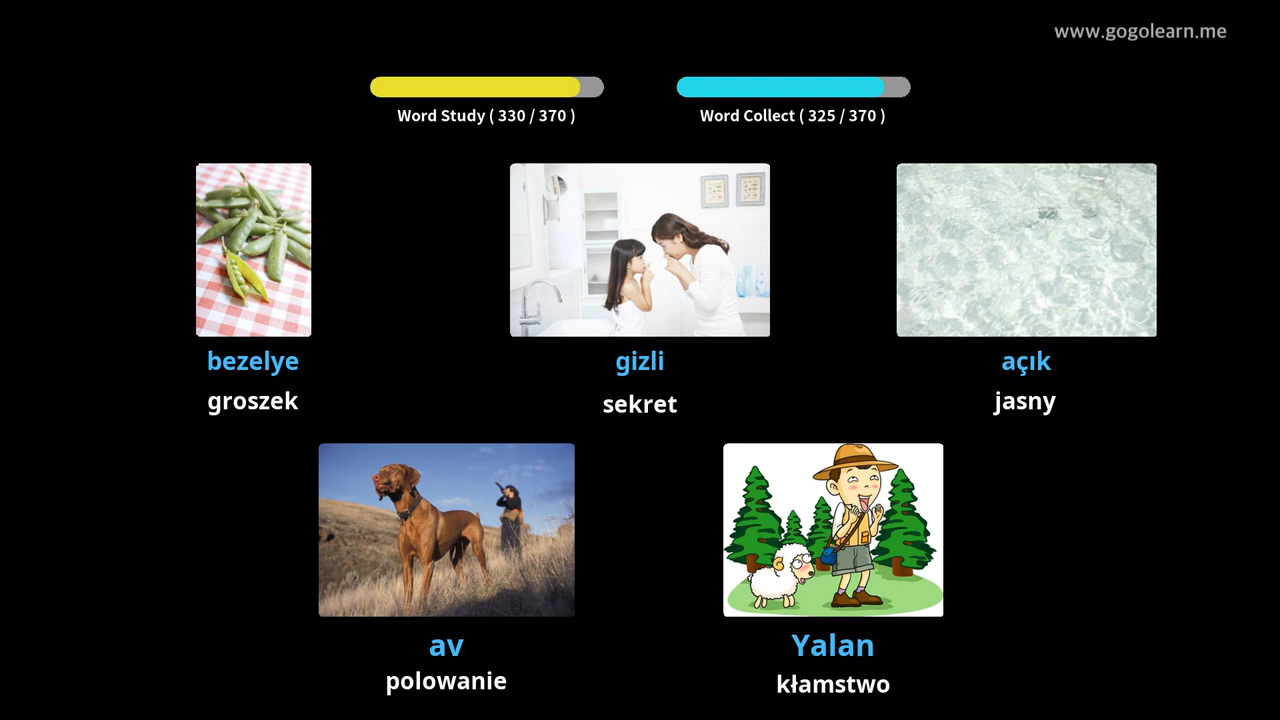 www.gogolearn.me
Word Study ( 330 / 370 )
Word Collect ( 325 / 370 )
bezelye
groszek
gizli
sekret
açık
jasny
av
polowanie
Yalan
kłamstwo